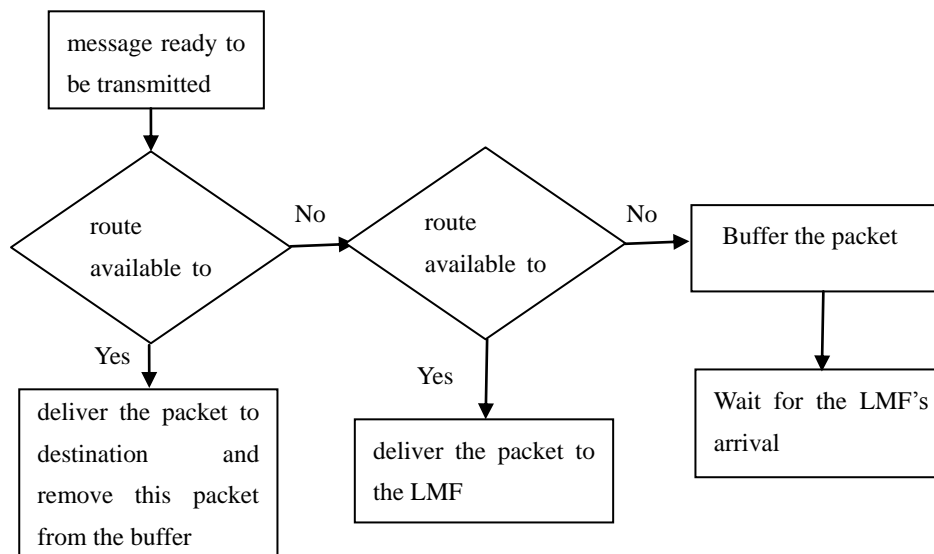 message ready to
be transmitted
route
available to
No
route
available to
No
Buffer the packet
Yes
deliver the packet to
destination and
remove this packet
from the buffer
Yes
deliver the packet to
the LMF
Wait for the LMF's
arrival